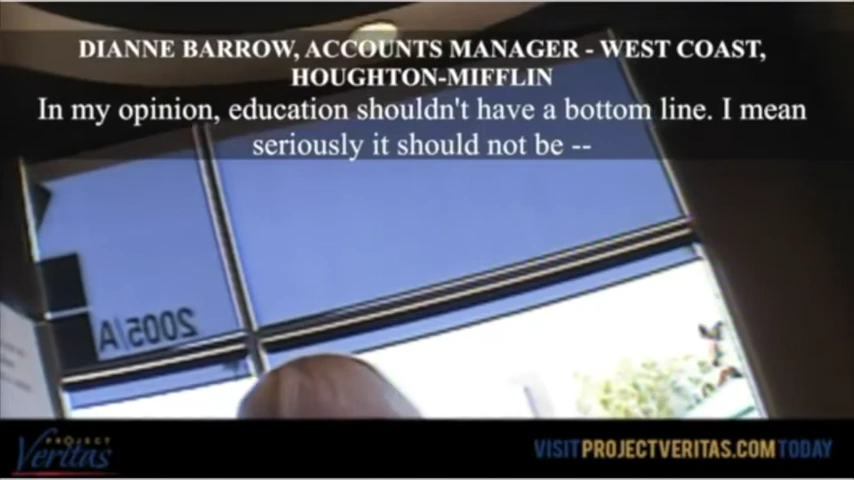 DIANNE BARROW, ACCOUNTS MANAGER - WEST COAST,
HOUGHTON-MIFFLIN
In my opinion, education shouldn't have a bottom line. I mean
seriously it should not be --
2005/A
PROJECT
Veritas
VISITPROJECTVERITAS.COMTODAY